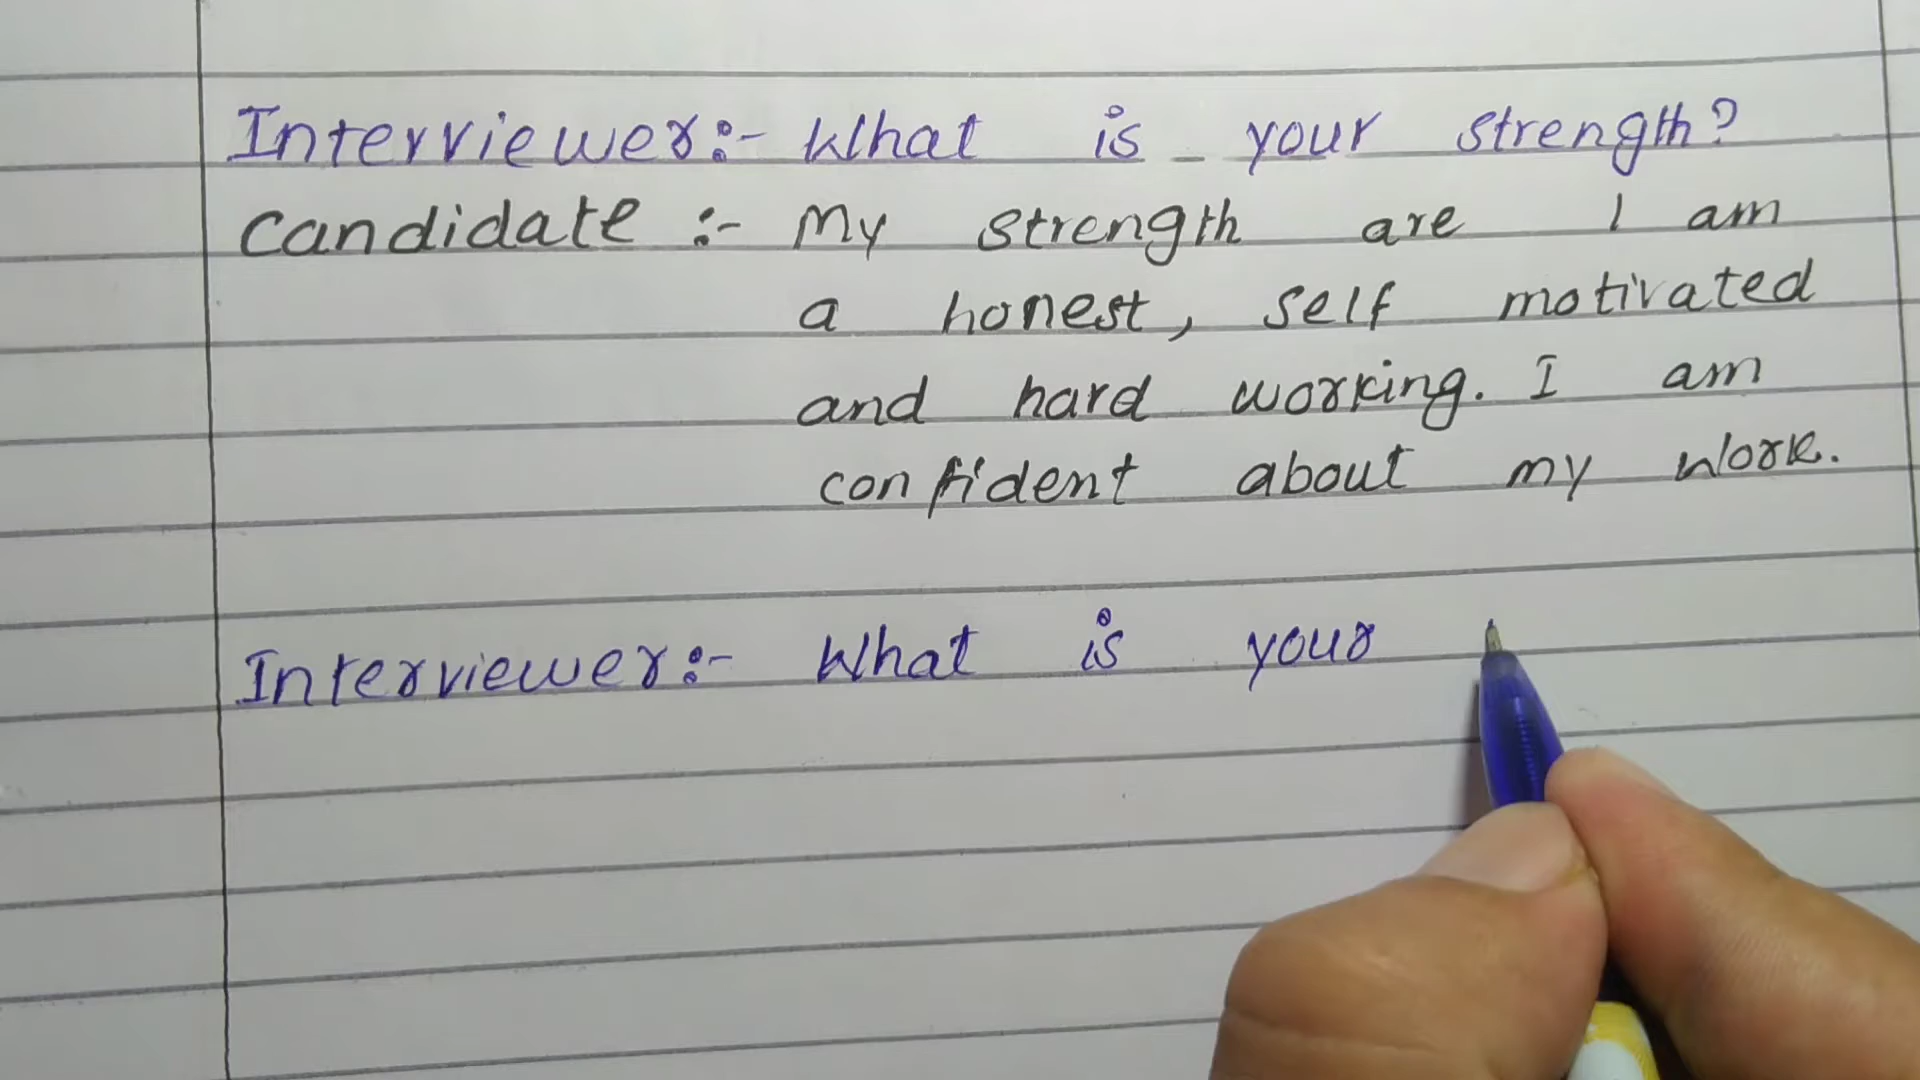 Interviewer:- What is your strength?
Candidate :- My strength are I am
a honest, self motivated
and hard working. I am
confident about my work.
Interviewer:- What is your